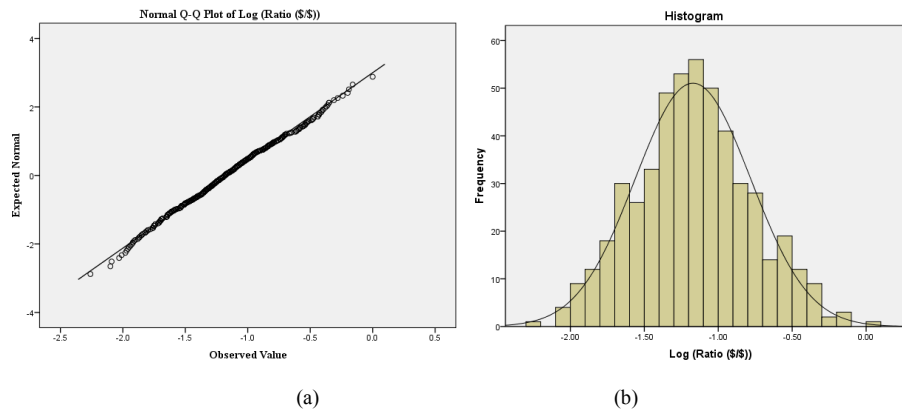 Normal Q-Q Plot of Log (Ratio ($/$))
4
2
0
-2
-4
Expected Normal
-2.5 -2.0 -1.5 -1.0 -0.5 0.0 0.5
Observed Value
(a)
Histogram
60
50
40
30
20
10
0
Frequency
-2.00 -1.50 -1.00 -0.50 0.00
Log (Ratio ($/$))
(b)